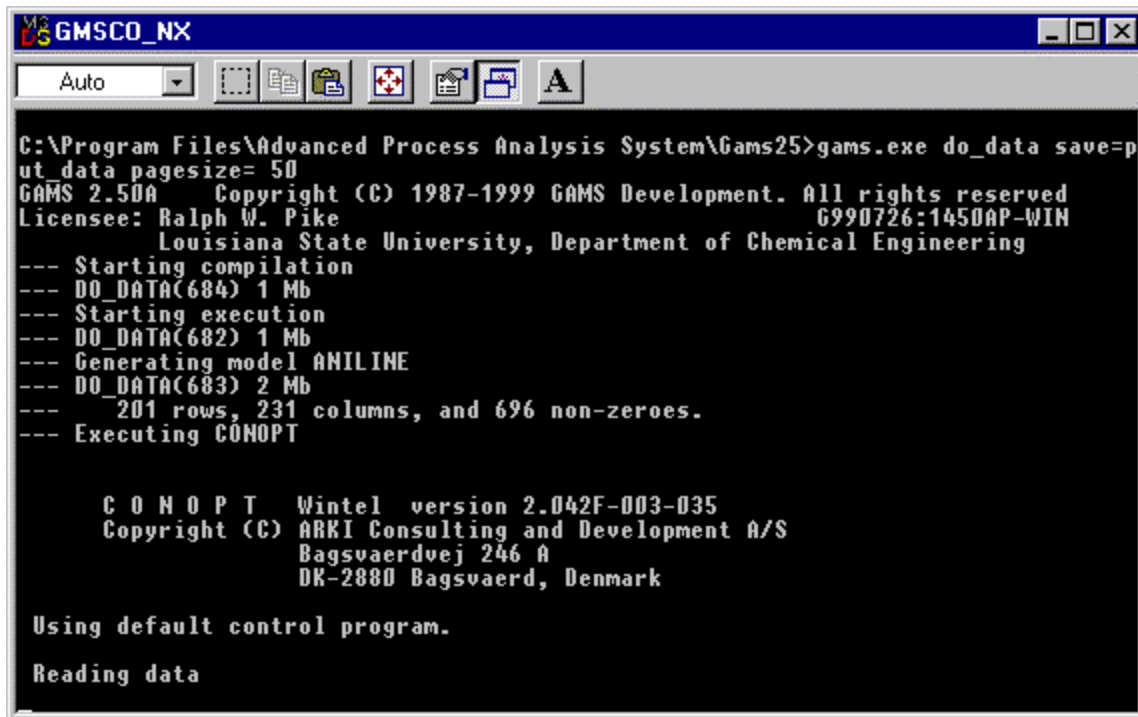 GMSCO_NX
Auto
A
C:\Program Files\Advanced Process Analysis System\Gams25>gams.exe do_data save=p
ut_data pagesize= 50
GAMS 2.50A     Copyright (C) 1987-1999 GAMS Development. All rights reserved
Licensee: Ralph W. Pike                                    G990726:1450AP-WIN
          Louisiana State University, Department of Chemical Engineering
--- Starting compilation
--- DO_DATA(684) 1 Mb
--- Starting execution
--- DO_DATA(682) 1 Mb
--- Generating model ANILINE
--- DO_DATA(683) 2 Mb
---    201 rows, 231 columns, and 696 non-zeroes.
--- Executing CONOPT
C O N O P T   Wintel  version 2.042F-003-035
Copyright (C) ARKI Consulting and Development A/S
              Bagsvaerdvej 246 A
              DK-2880 Bagsvaerd, Denmark
Using default control program.
Reading data